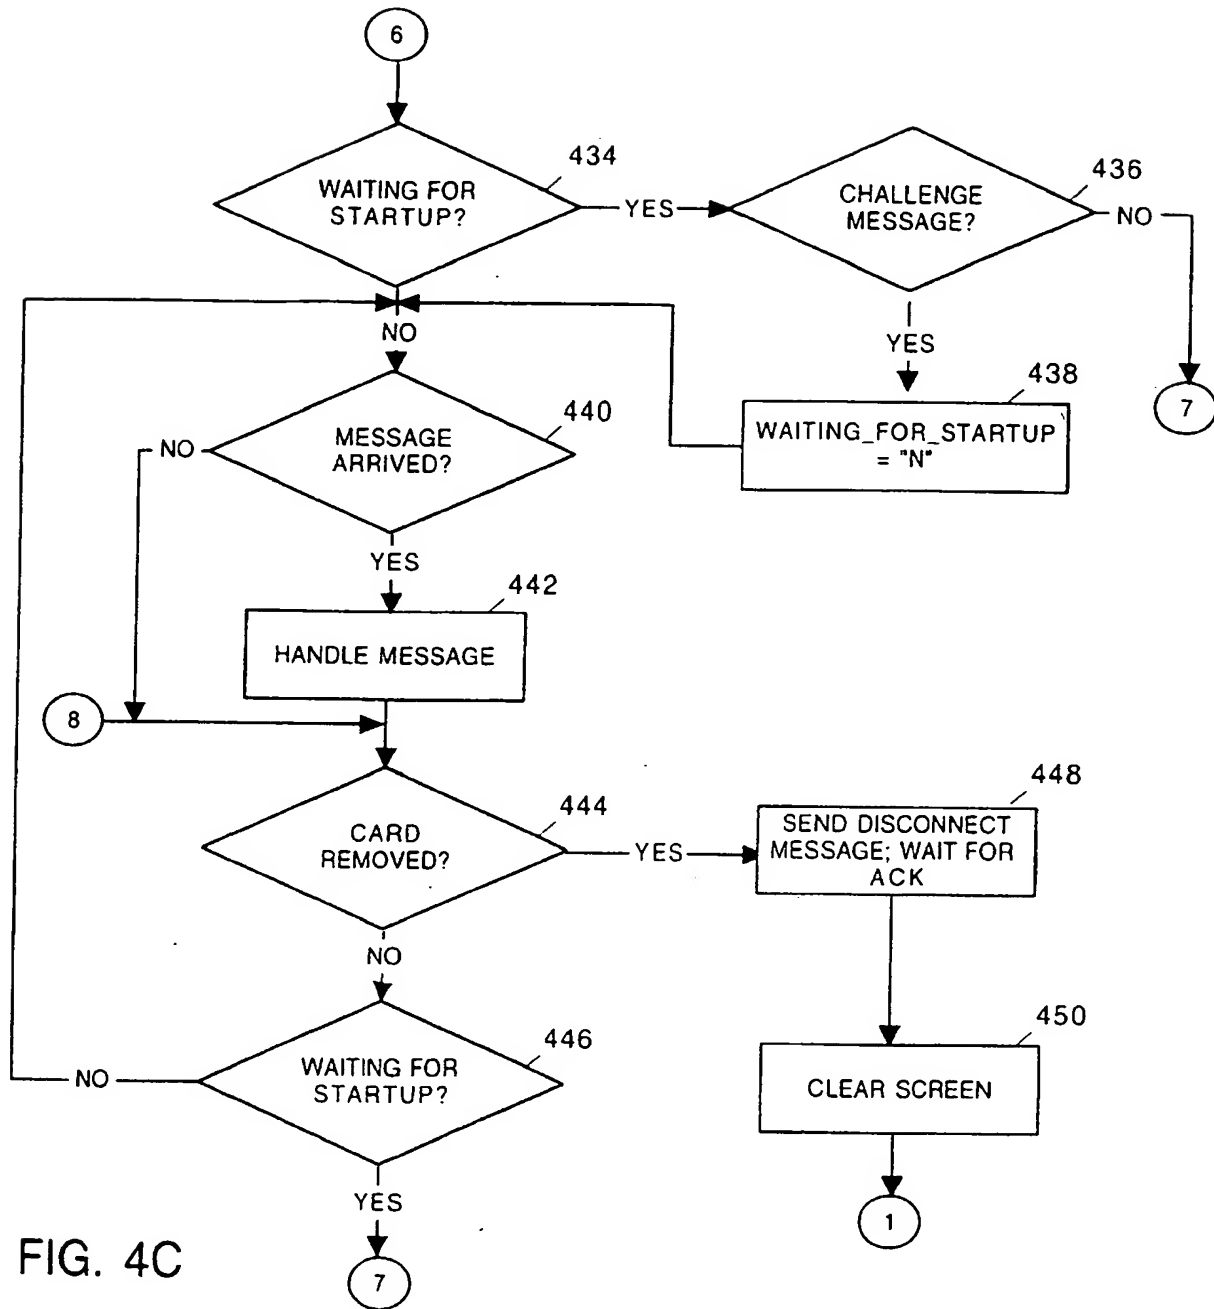 6
434
WAITING FOR
STARTUP?
YES
436
CHALLENGE
MESSAGE?
NO
NO
YES
7
438
WAITING_FOR_STARTUP
= "N"
440
MESSAGE
ARRIVED?
NO
YES
442
HANDLE MESSAGE
8
444
CARD
REMOVED?
YES
448
SEND DISCONNECT
MESSAGE; WAIT FOR
ACK
NO
446
WAITING FOR
STARTUP?
NO
450
CLEAR SCREEN
YES
1
7
FIG. 4C